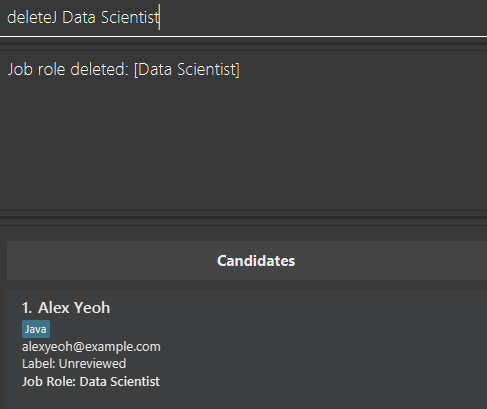 deleteJ Data Scientist
Job role deleted: [Data Scientist]
Candidates
1. Alex Yeoh
Java
alexyeoh@example.com
Label: Unreviewed
Job Role: Data Scientist